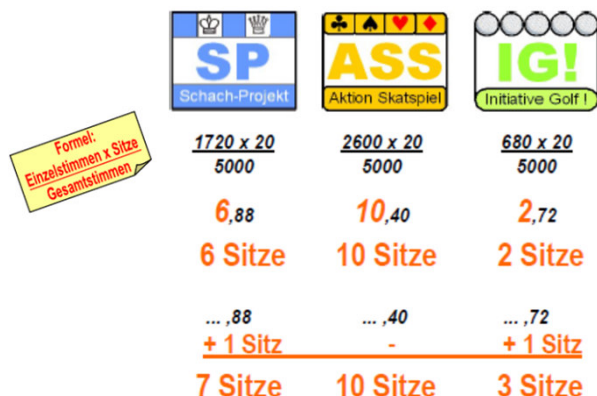 SP
Schach-Projekt
ASS
Aktion Skatspiel
IG!
Initiative Golf !
Formel:
Einzelstimmen x Sitze
Gesamtstimmen
1720 x 20
5000
2600 x 20
5000
680 x 20
5000
6,88
10,40
2,72
6 Sitze
10 Sitze
2 Sitze
... ,88
... ,40
... ,72
+ 1 Sitz
-
+ 1 Sitz
7 Sitze
10 Sitze
3 Sitze